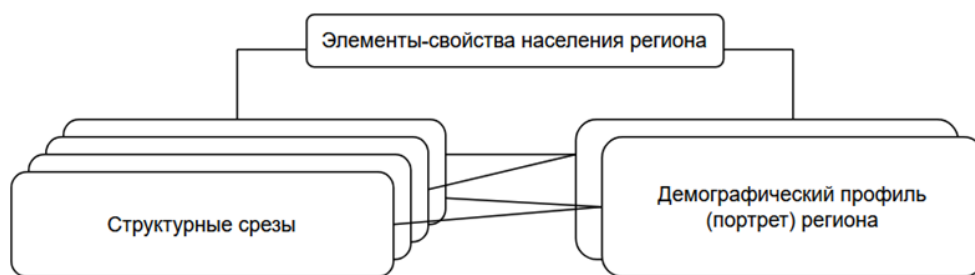 Элементы-свойства населения региона
Структурные срезы
Демографический профиль
(портрет) региона